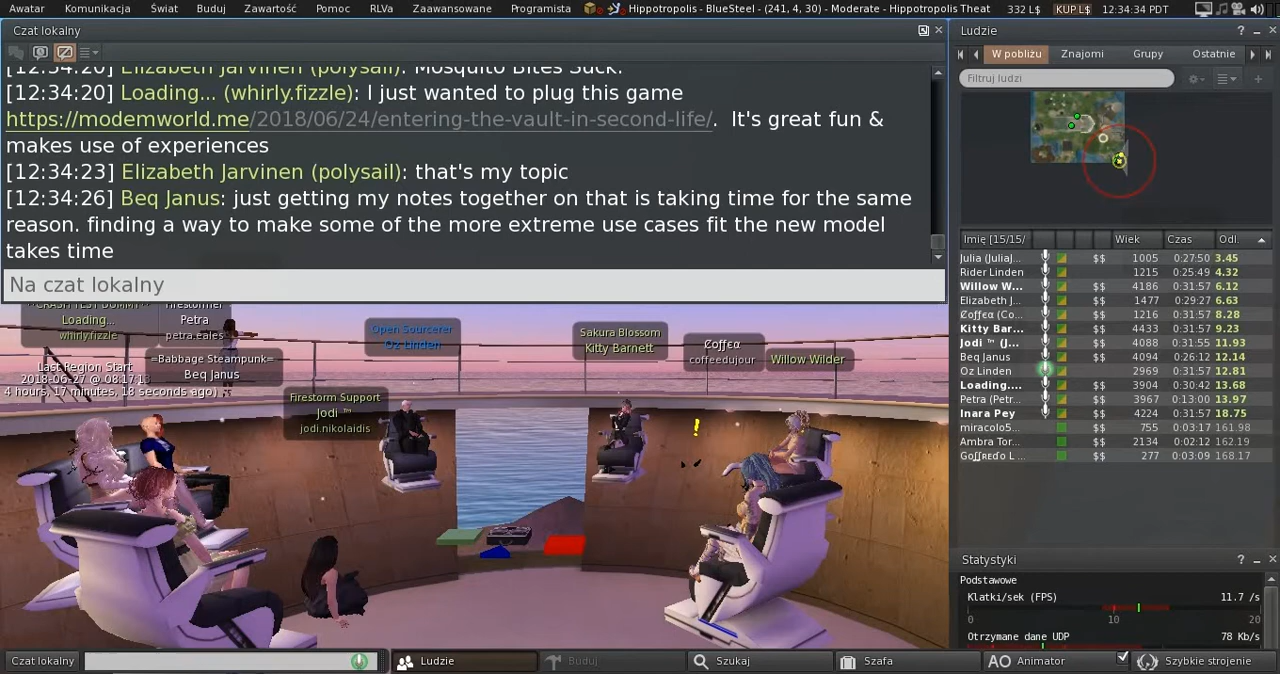 Awatar Komunikacja Świat Buduj Zawartość Pomoc RLVa Zaawansowane Programista Hippotropolis - BlueSteel - (241, 4, 30) - Moderate - Hippotropolis Theat 332 L$ KUP L$ 12:34:34 PDT
Czat lokalny
[12:34:20] Elizabeth Jarvinen (polysail): Mosquito Bites Suck.
[12:34:20] Loading... (whirly.fizzle): I just wanted to plug this game
https://modemworld.me/2018/06/24/entering-the-vault-in-second-life/. It's great fun &
makes use of experiences
[12:34:23] Elizabeth Jarvinen (polysail): that's my topic
[12:34:26] Beq Janus: just getting my notes together on that is taking time for the same
reason. finding a way to make some of the more extreme use cases fit the new model
takes time
Na czat lokalny
Loading...
whirly.fizzle
Firestormer
Petra
petra.eales
=Babbage Steampunk=
Beq Janus
Last Region Start
2018-06-27 @ 08:17:13
4 hours, 17 minutes, 18 seconds ago)
Firestorm Support
Jodi ™
jodi.nikolaidis
Open Sourcerer
Oz Linden
Sakura Blossom
Kitty Barnett
Coffee
coffeedujour
Willow Wilder
Ludzie
W pobliżu Znajomi Grupy Ostatnie
Filtruj ludzi
Imię [15/15/ Wiek Czas Odl.
Julia (JuliaJ... $$ 1005 0:27:50 3.45
Rider Linden 1215 0:25:49 4.32
Willow W... $$ 4186 0:31:57 6.12
Elizabeth J... $$ 1477 0:29:27 6.63
Coffee (Co... $$ 1216 0:31:57 8.28
Kitty Bar... $$ 4433 0:31:57 9.23
Jodi ™ (J... $$ 4088 0:31:55 11.93
Beq Janus $$ 4094 0:26:12 12.14
Oz Linden 2969 0:31:57 12.81
Loading.... $$ 3904 0:30:42 13.68
Petra (Petr... $$ 3967 0:13:00 13.97
Inara Pey $$ 4224 0:31:57 18.75
miracolo5... $$ 755 0:03:17 161.98
Ambra Tor... $$ 2134 0:02:12 162.19
$$ 277 0:03:09 168.17
Statystyki
Podstawowe
Klatki/sek (FPS) 11.7 /s
0 10 20
Otrzymane dane UDP 78 Kb/s
Czat lokalny Ludzie Buduj Szukaj Szafa AO Animator Szybkie strojenie